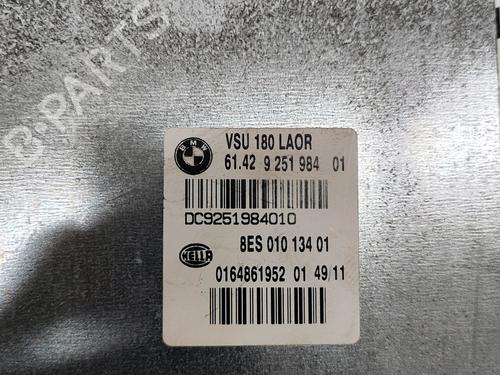 B-PARTS
BMW
VSU 180 LAOR
61.42 9 251 984 01
DC9251984010
8ES 010 134 01
HELLA
0164861952 01 49/11